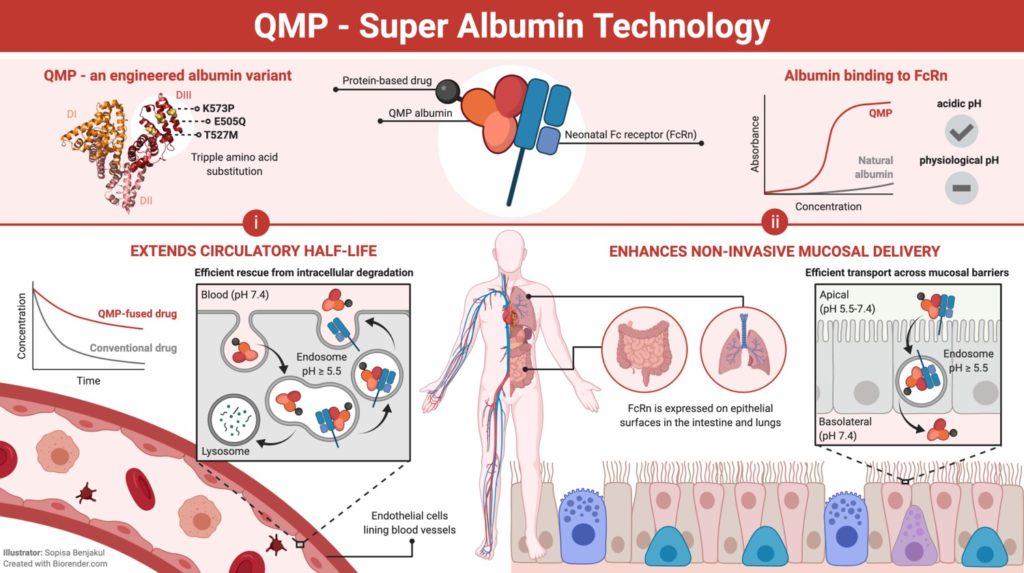 QMP - Super Albumin Technology
QMP - an engineered albumin variant
DI
DIII
DII
K573P
E505Q
T527M
Tripple amino acid
substitution
Protein-based drug
QMP albumin
Neonatal Fc receptor (FcRn)
Albumin binding to FcRn
Absorbance
Concentration
QMP
Natural
albumin
acidic pH
physiological pH
i
EXTENDS CIRCULATORY HALF-LIFE
Concentration
Time
QMP-fused drug
Conventional drug
Efficient rescue from intracellular degradation
Blood (pH 7.4)
Endosome
pH ≥ 5.5
Lysosome
Endothelial cells
lining blood vessels
ii
ENHANCES NON-INVASIVE MUCOSAL DELIVERY
FcRn is expressed on epithelial
surfaces in the intestine and lungs
Efficient transport across mucosal barriers
Apical
(pH 5.5-7.4)
Endosome
pH ≥ 5.5
Basolateral
(pH 7.4)
Illustrator: Sopisa Benjakul
Created with Biorender.com